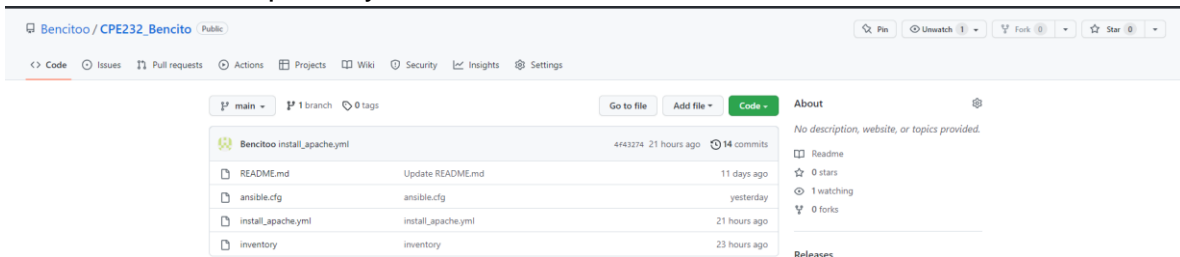 Bencitoo / CPE232_Bencito Public
Pin Unwatch 1 Fork 0 Star 0
<> Code Issues Pull requests Actions Projects Wiki Security Insights Settings
main 1 branch 0 tags Go to file Add file Code
About
No description, website, or topics provided.
Bencitoo install_apache.yml 4f43274 21 hours ago 14 commits
README.md Update README.md 11 days ago
ansible.cfg ansible.cfg yesterday
install_apache.yml install_apache.yml 21 hours ago
inventory inventory 23 hours ago
Readme
0 stars
1 watching
0 forks
Releases